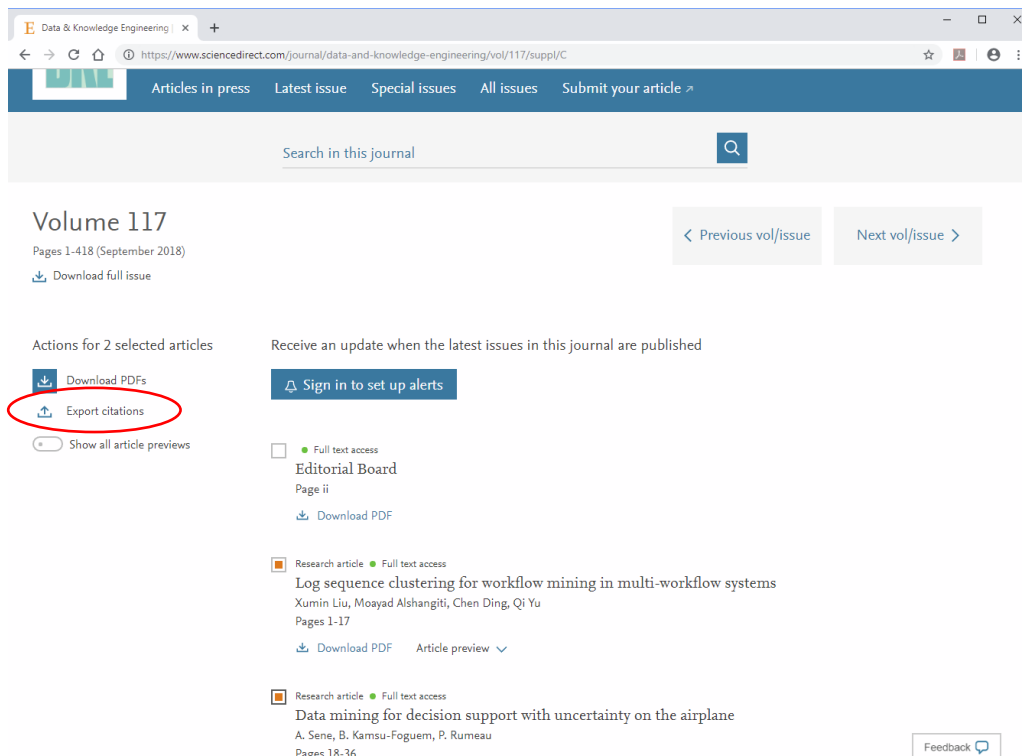 E Data & Knowledge Engineering |
https://www.sciencedirect.com/journal/data-and-knowledge-engineering/vol/117/suppl/C
DKE
Articles in press Latest issue Special issues All issues Submit your article ↗
Search in this journal
Volume 117
Pages 1-418 (September 2018)
Download full issue
Previous vol/issue Next vol/issue
Actions for 2 selected articles
Download PDFs
Export citations
Show all article previews
Receive an update when the latest issues in this journal are published
Sign in to set up alerts
Full text access
Editorial Board
Page ii
Download PDF
Research article Full text access
Log sequence clustering for workflow mining in multi-workflow systems
Xumin Liu, Moayad Alshangiti, Chen Ding, Qi Yu
Pages 1-17
Download PDF Article preview
Research article Full text access
Data mining for decision support with uncertainty on the airplane
A. Sene, B. Kamsu-Foguem, P. Rumeau
Pages 18-36
Feedback